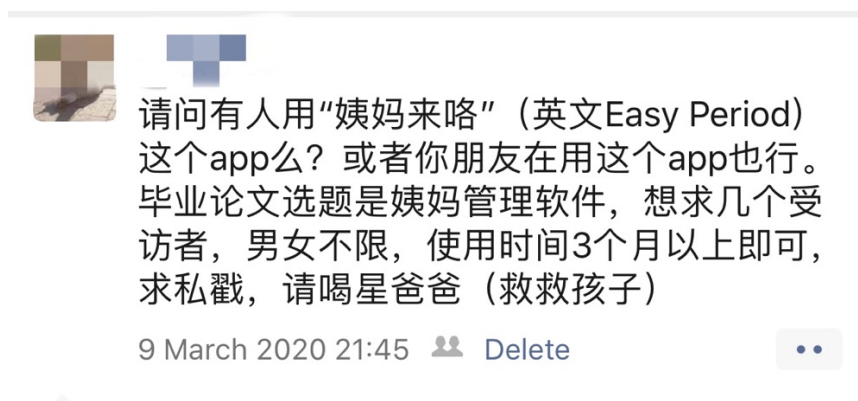 请问有人用“姨妈来咯”（英文Easy Period）
这个app么？或者你朋友在用这个app也行。
毕业论文选题是姨妈管理软件，想求几个受
访者，男女不限，使用时间3个月以上即可，
求私戳，请喝星爸爸（救救孩子）
9 March 2020 21:45 Delete